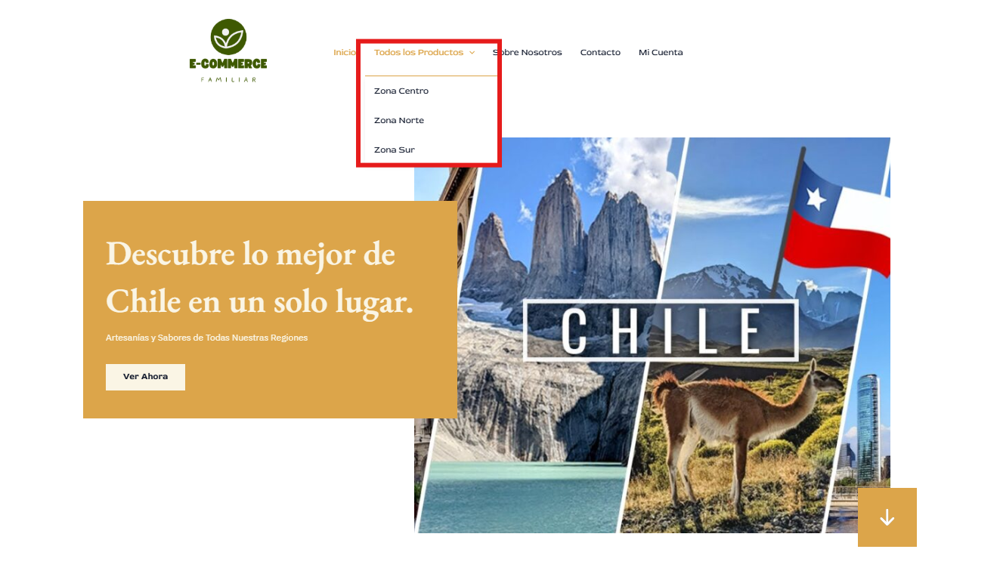 E-COMMERCE
FAMILIAR
Inicio Todos los Productos Sobre Nosotros Contacto Mi Cuenta
Zona Centro
Zona Norte
Zona Sur
Descubre lo mejor de
Chile en un solo lugar.
Artesanías y Sabores de Todas Nuestras Regiones
Ver Ahora
CHILE